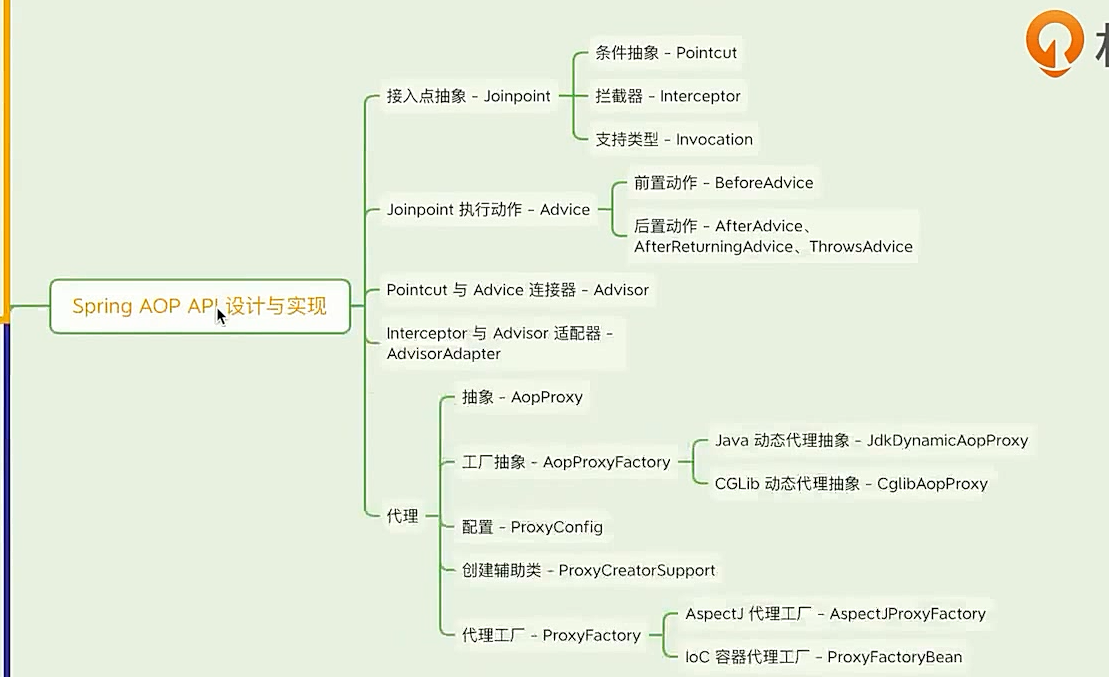 条件抽象 - Pointcut
接入点抽象 - Joinpoint
拦截器 - Interceptor
支持类型 - Invocation
前置动作 - BeforeAdvice
Joinpoint 执行动作 - Advice
后置动作 - AfterAdvice、
AfterReturningAdvice、ThrowsAdvice
Pointcut 与 Advice 连接器 - Advisor
Spring AOP API 设计与实现
Interceptor 与 Advisor 适配器 -
AdvisorAdapter
抽象 - AopProxy
Java 动态代理抽象 - JdkDynamicAopProxy
工厂抽象 - AopProxyFactory
CGLib 动态代理抽象 - CglibAopProxy
代理
配置 - ProxyConfig
创建辅助类 - ProxyCreatorSupport
AspectJ 代理工厂 - AspectJProxyFactory
代理工厂 - ProxyFactory
IoC 容器代理工厂 - ProxyFactoryBean